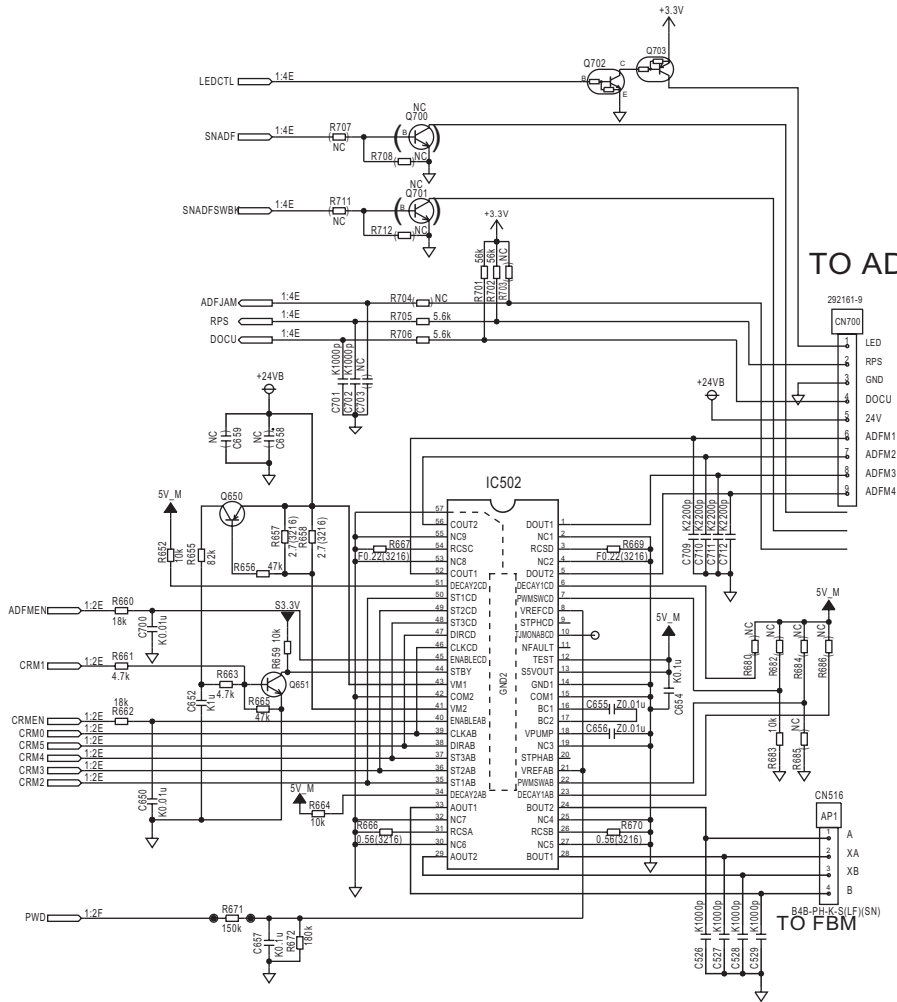 +3.3V
Q703
Q702
C
B
E
LEDCTL 1:4E
NC
Q700
SNADF 1:4E R707
NC
B
R708 NC
NC
Q701
SNADFSWBK 1:4E R711
NC
B
R712 NC
+3.3V
56k
56k
NC
R701
R702
R703
TO AD
ADFJAM 1:4E R704 NC
RPS 1:4E R705 5.6k
DOCU 1:4E R706 5.6k
K1000p
K1000p
NC
C701
C702
C703
292161-9
CN700
1 LED
2 RPS
3 GND
4 DOCU
5 24V
6 ADFM1
7 ADFM2
8 ADFM3
9 ADFM4
+24VB
+24VB
NC
C659
NC
C658
5V_M
Q650
R652
10k
R655
82k
R656 47k
R657
2.7(3216)
R658
2.7(3216)
K2200p
K2200p
K2200p
K2200p
C709
C710
C711
C712
IC502
GND2
57
56 COUT2
55 NC9
54 RCSC
53 NC8
52 COUT1
51 DECAY2CD
50 ST1CD
49 ST2CD
48 ST3CD
47 DIRCD
46 CLKCD
45 ENABLECD
44 STBY
43 VM1
42 COM2
41 VM2
40 ENABLEAB
39 CLKAB
38 DIRAB
37 ST3AB
36 ST2AB
35 ST1AB
34 DECAY2AB
33 AOUT1
32 NC7
31 RCSA
30 NC6
29 AOUT2
DOUT1 1
NC1 2
RCSD 3
NC2 4
DOUT2 5
DECAY1CD 6
PWMSWCD 7
VREFCD 8
STPHCD 9
TJMONABCD 10
NFAULT 11
TEST 12
S5VOUT 13
GND1 14
COM1 15
BC1 16
BC2 17
VPUMP 18
NC3 19
STPHAB 20
VREFAB 21
PWMSWAB 22
DECAY1AB 23
BOUT2 24
NC4 25
RCSB 26
NC5 27
BOUT1 28
R667
F0.22(3216)
R669
F0.22(3216)
ADFMEN 1:2E R660
18k
C700
K0.01u
S3.3V
R659 10k
CRM1 1:2E R661
4.7k
R663
4.7k
Q651
R665
47k
C652
K1u
18k
CRMEN 1:2E R662
CRM0 1:2E
CRM5 1:2E
CRM4 1:2E
CRM3 1:2E
CRM2 1:2E
C650
K0.01u
5V_M
R664
10k
R666
0.56(3216)
R670
0.56(3216)
5V_M
K0.1u
C654
C655 Z0.01u
C656 Z0.01u
5V_M
NC
NC
NC
NC
R680
R682
R684
R686
10k
R683
NC
R685
CN516
AP1
1 A
2 XA
3 XB
4 B
B4B-PH-K-S(LF)(SN)
TO FBM
K1000p
K1000p
K1000p
K1000p
C526
C527
C528
C529
PWD 1:2F R671
150k
C657
K0.1u
R672
180k